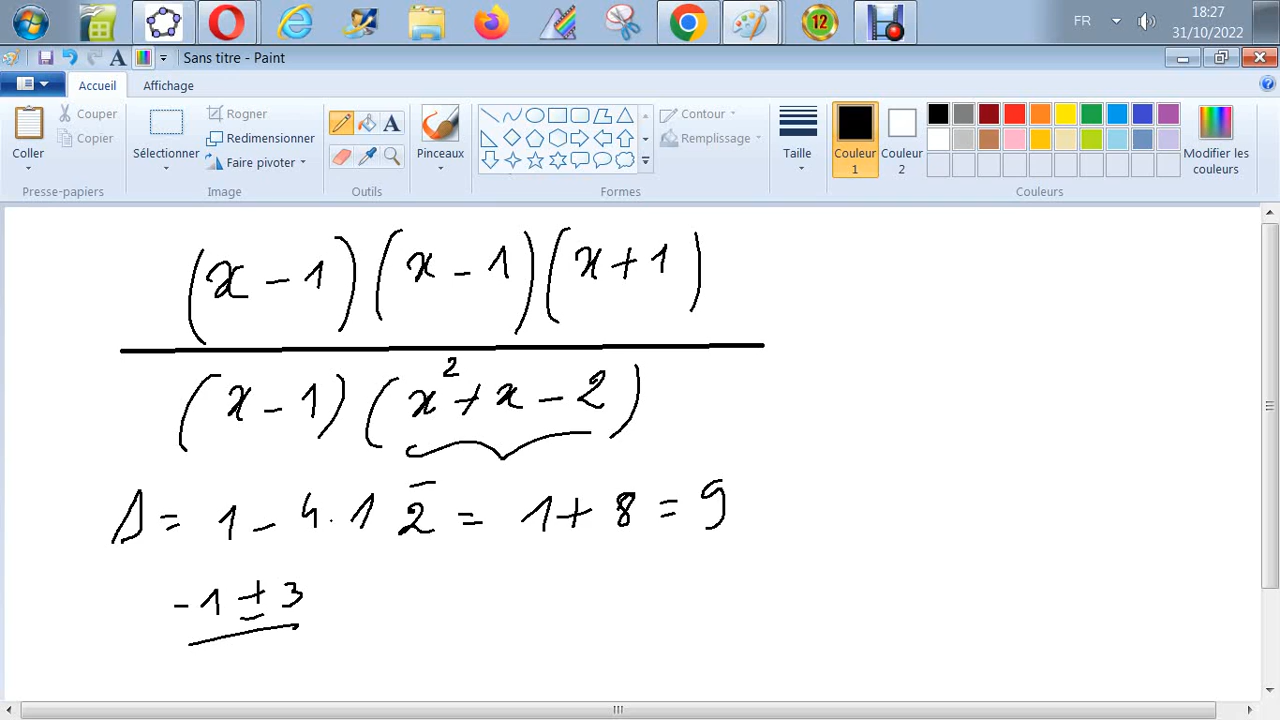 FR
18:27
31/10/2022
12
Sans titre - Paint
Accueil
Affichage
Coller
Couper
Copier
Presse-papiers
Sélectionner
Rogner
Redimensionner
Faire pivoter
Image
Outils
Pinceaux
Contour
Remplissage
Formes
Taille
Couleur 1
Couleur 2
Modifier les couleurs
Couleurs
(x - 1)(x - 1)(x + 1)
(x - 1)(x² + x - 2)
Δ = 1 - 4 . 1 2̅ = 1 + 8 = 9
- 1 ± 3